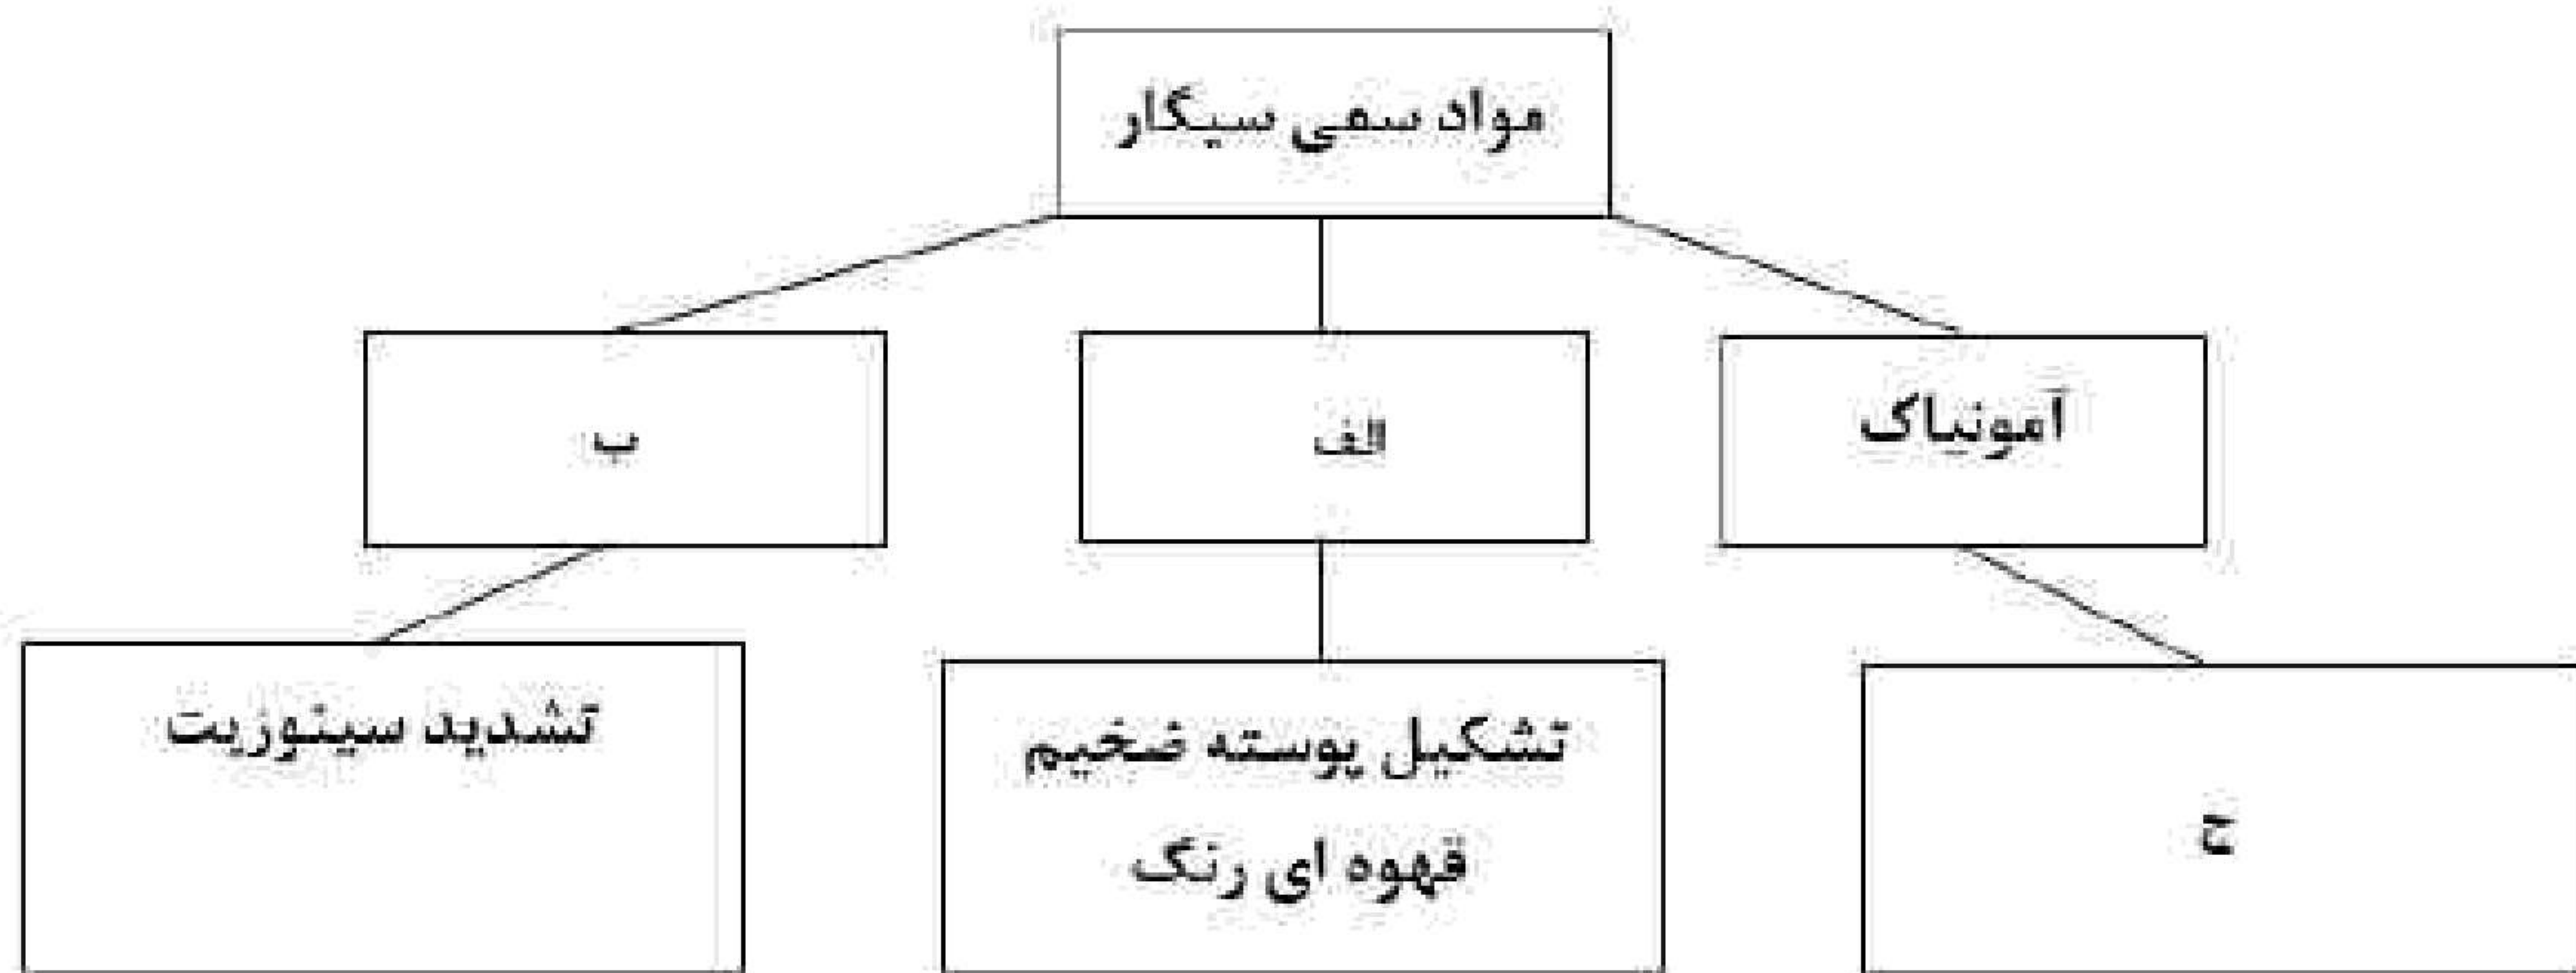 مواد سمی سیگار
آمونیاک
الف
ب
ج
تشکیل پوسته ضخیم
قهوه ای رنگ
تشدید سینوزیت